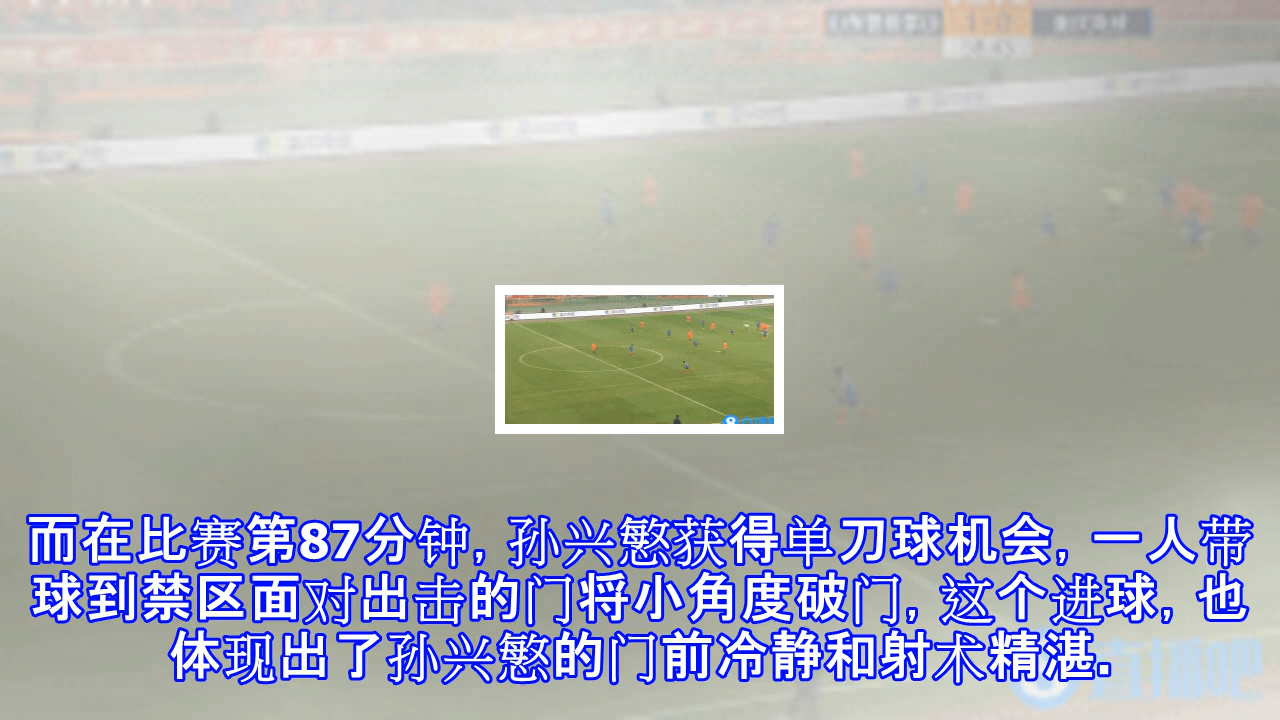 而在比赛第87分钟, 孙兴慜获得单刀球机会, 一人带
球到禁区面对出击的门将小角度破门, 这个进球, 也
体现出了孙兴慜的门前冷静和射术精湛.
直播吧